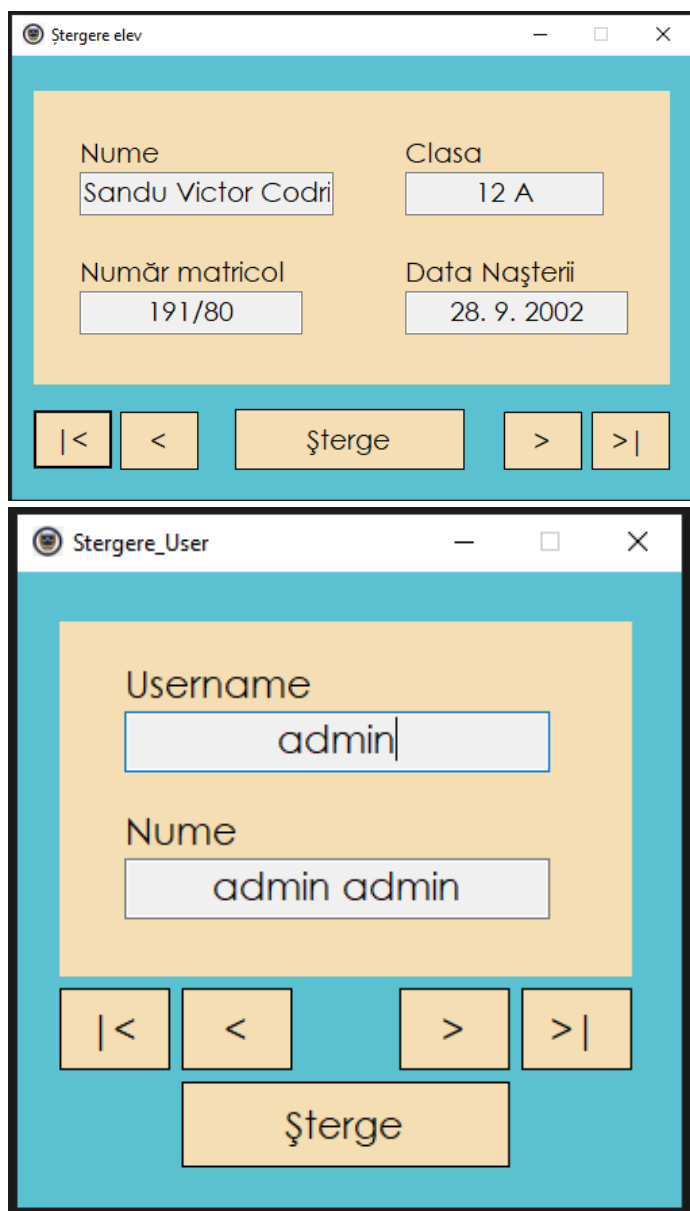 Ștergere elev
Nume Clasa
Sandu Victor Codri 12 A
Număr matricol Data Naşterii
191/80 28. 9. 2002
|< < Şterge > >|
Stergere_User
Username
admin
Nume
admin admin
|< < > >|
Şterge